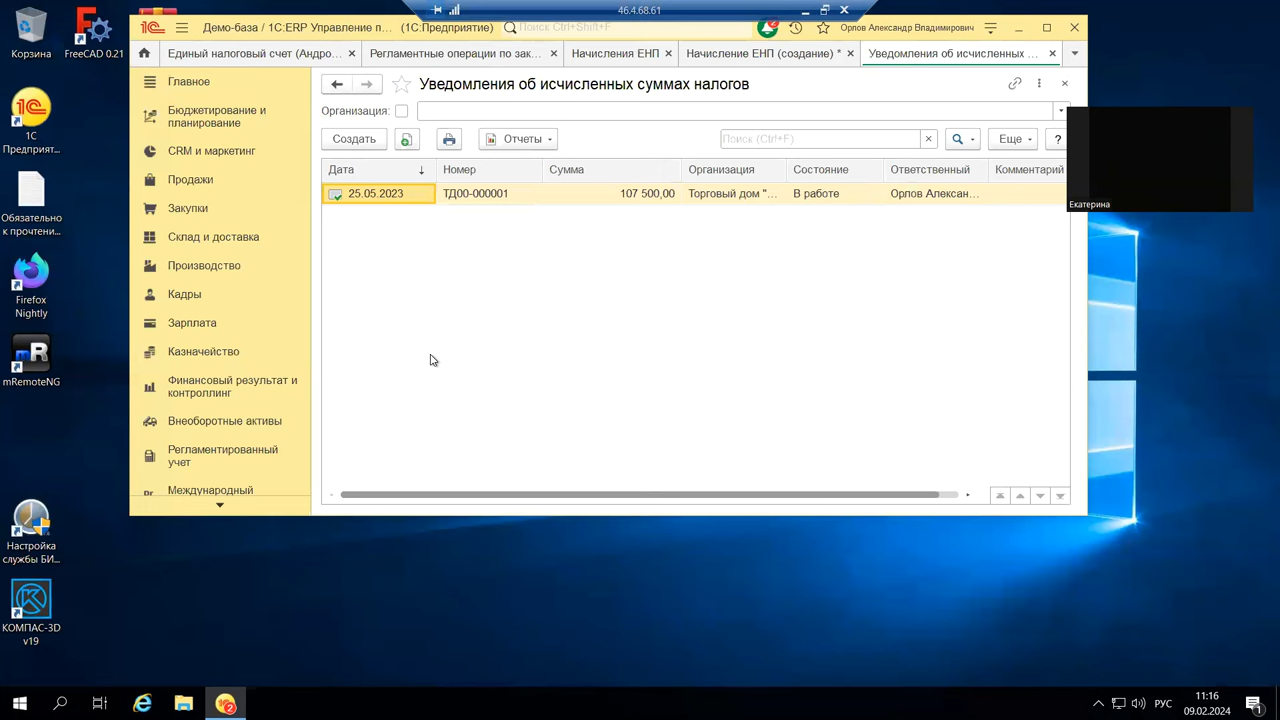 46.4.68.61
Корзина
FreeCAD 0.21
1С
Предприят...
Обязательно
к прочтени...
Firefox
Nightly
mRemoteNG
Настройка
службы БИ...
КОМПАС-3D
v19
Демо-база / 1C:ERP Управление п... (1С:Предприятие)
Поиск Ctrl+Shift+F
Орлов Александр Владимирович
Единый налоговый счет (Андро...
Регламентные операции по зак...
Начисления ЕНП
Начисление ЕНП (создание) *
Уведомления об исчисленных ...
Главное
Бюджетирование и
планирование
CRM и маркетинг
Продажи
Закупки
Склад и доставка
Производство
Кадры
Зарплата
Казначейство
Финансовый результат и
контроллинг
Внеоборотные активы
Регламентированный
учет
Международный
Уведомления об исчисленных суммах налогов
Организация:
Создать
Отчеты
Поиск (Ctrl+F)
Еще
?
Дата Номер Сумма Организация Состояние Ответственный Комментарий
25.05.2023 ТД00-000001 107 500,00 Торговый дом "... В работе Орлов Алексан...
Екатерина
2
РУС
11:16
09.02.2024
1